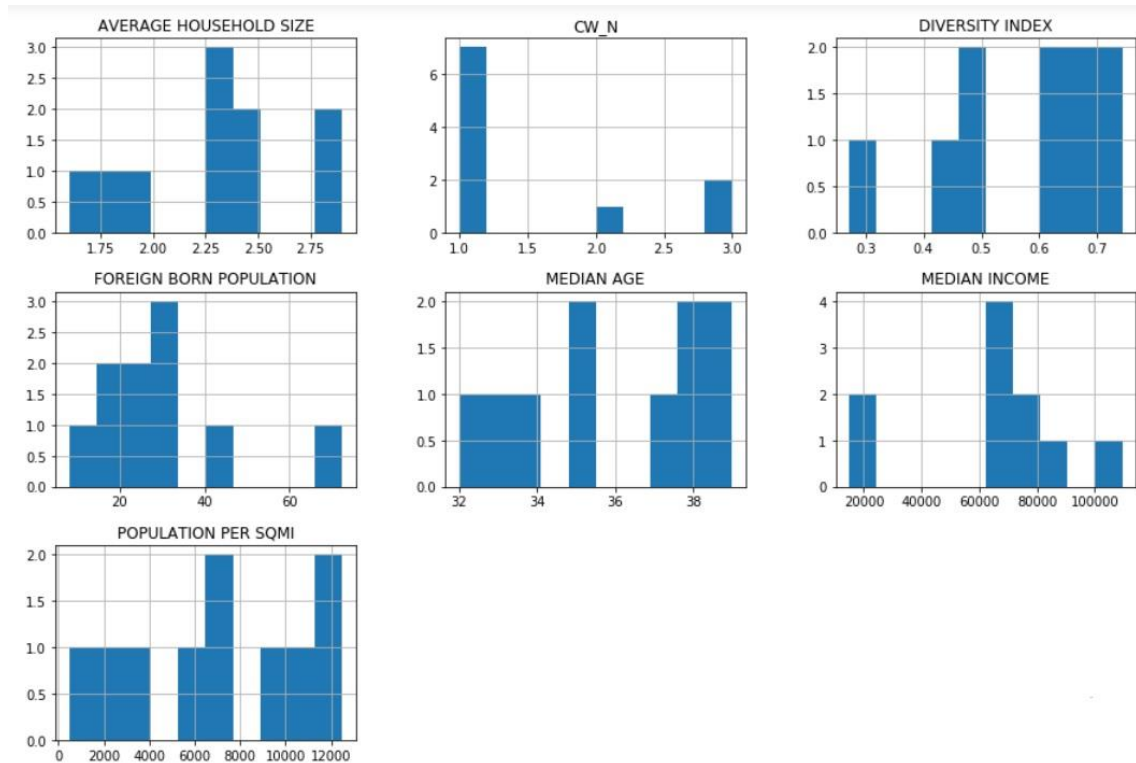 AVERAGE HOUSEHOLD SIZE
3.0
2.5
2.0
1.5
1.0
0.5
0.0
1.75 2.00 2.25 2.50 2.75
CW_N
6
4
2
0
1.0 1.5 2.0 2.5 3.0
DIVERSITY INDEX
2.0
1.5
1.0
0.5
0.0
0.3 0.4 0.5 0.6 0.7
FOREIGN BORN POPULATION
3.0
2.5
2.0
1.5
1.0
0.5
0.0
20 40 60
MEDIAN AGE
2.0
1.5
1.0
0.5
0.0
32 34 36 38
MEDIAN INCOME
4
3
2
1
0
20000 40000 60000 80000 100000
POPULATION PER SQMI
2.0
1.5
1.0
0.5
0.0
0 2000 4000 6000 8000 10000 12000